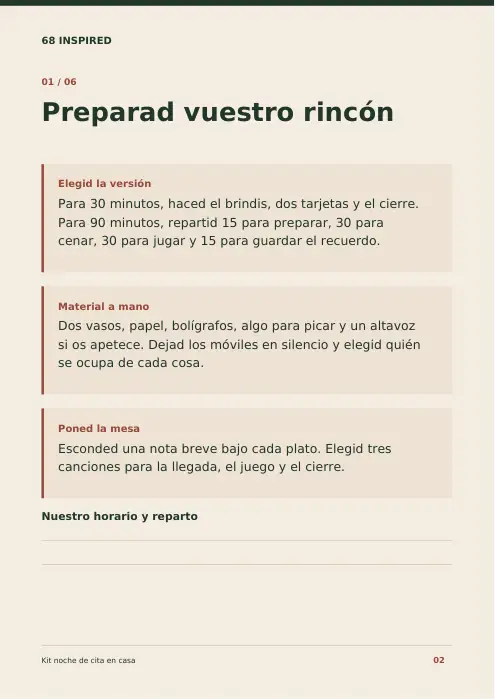 68 INSPIRED
01 / 06
Preparad vuestro rincón
Elegid la versión
Para 30 minutos, haced el brindis, dos tarjetas y el cierre.
Para 90 minutos, repartid 15 para preparar, 30 para
cenar, 30 para jugar y 15 para guardar el recuerdo.
Material a mano
Dos vasos, papel, bolígrafos, algo para picar y un altavoz
si os apetece. Dejad los móviles en silencio y elegid quién
se ocupa de cada cosa.
Poned la mesa
Esconded una nota breve bajo cada plato. Elegid tres
canciones para la llegada, el juego y el cierre.
Nuestro horario y reparto
Kit noche de cita en casa
02